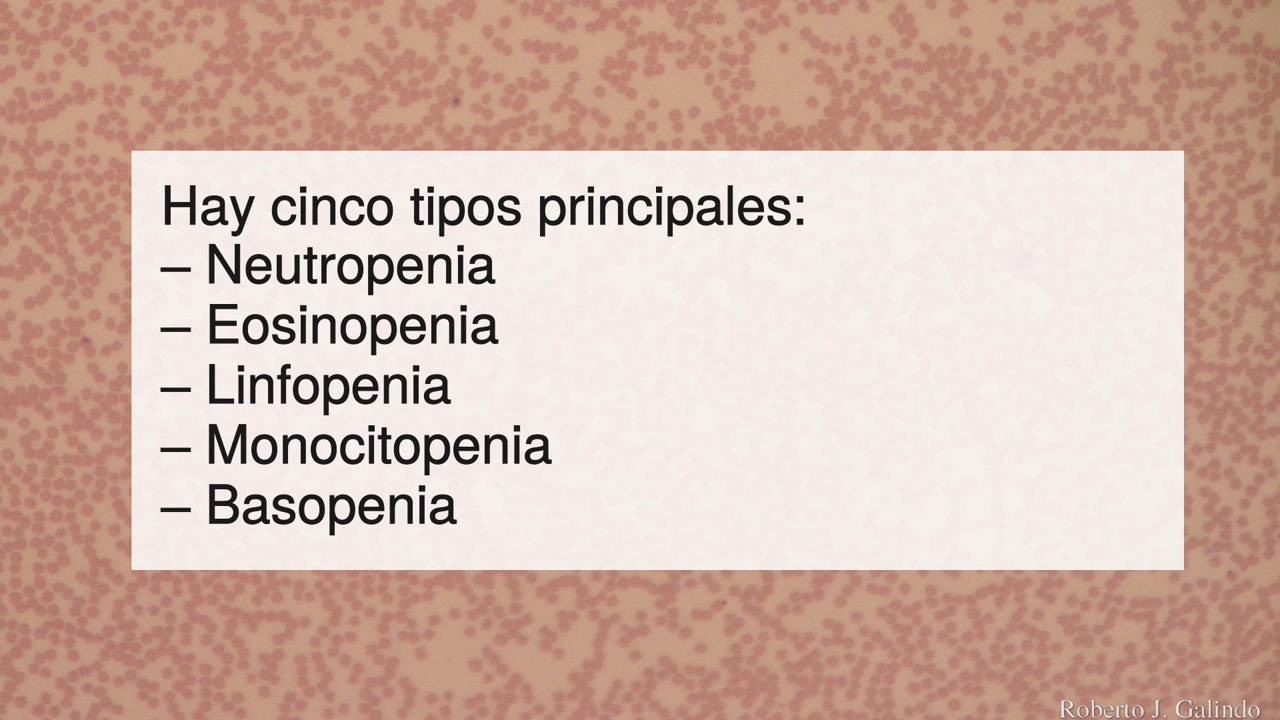 Hay cinco tipos principales:
– Neutropenia
– Eosinopenia
– Linfopenia
– Monocitopenia
– Basopenia
Roberto J. Galindo